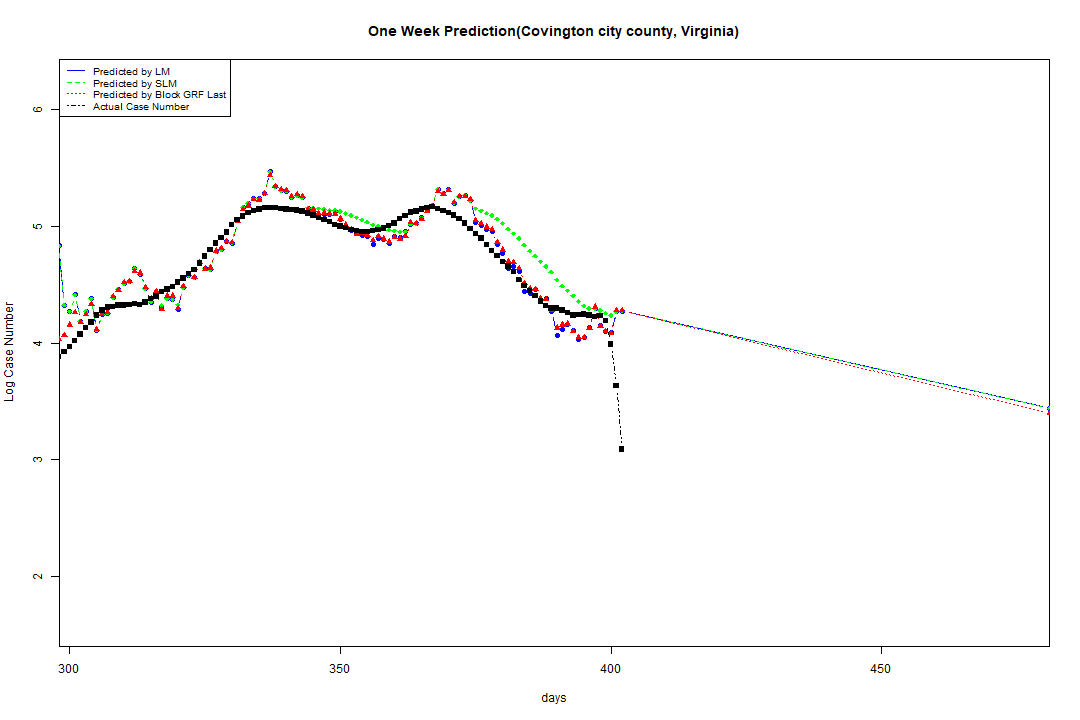 One Week Prediction(Covington city county, Virginia)
Predicted by LM
Predicted by SLM
Predicted by Block GRF Last
Actual Case Number
6
5
4
3
2
Log Case Number
300
350
400
450
days